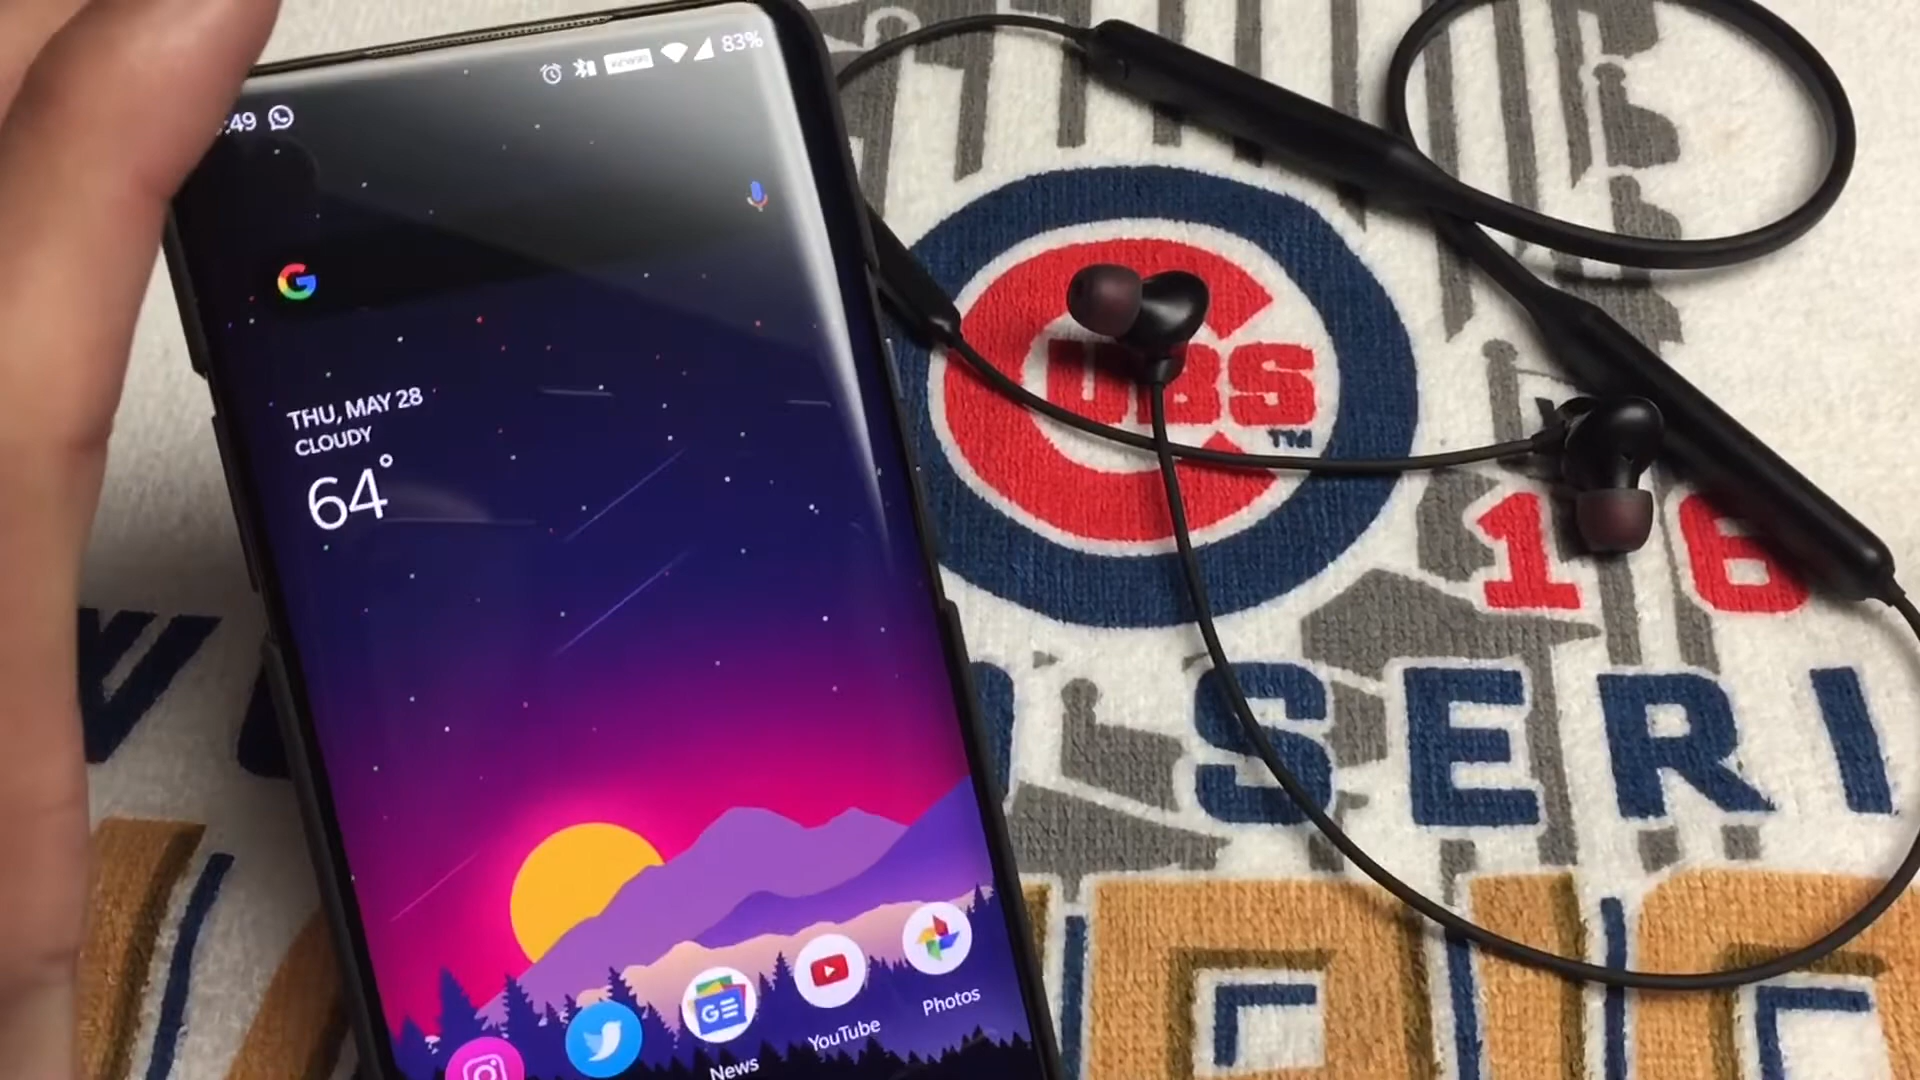 83%
:49
G
THU, MAY 28
CLOUDY
64°
News
YouTube
Photos
CUBS
TM
16
SERI